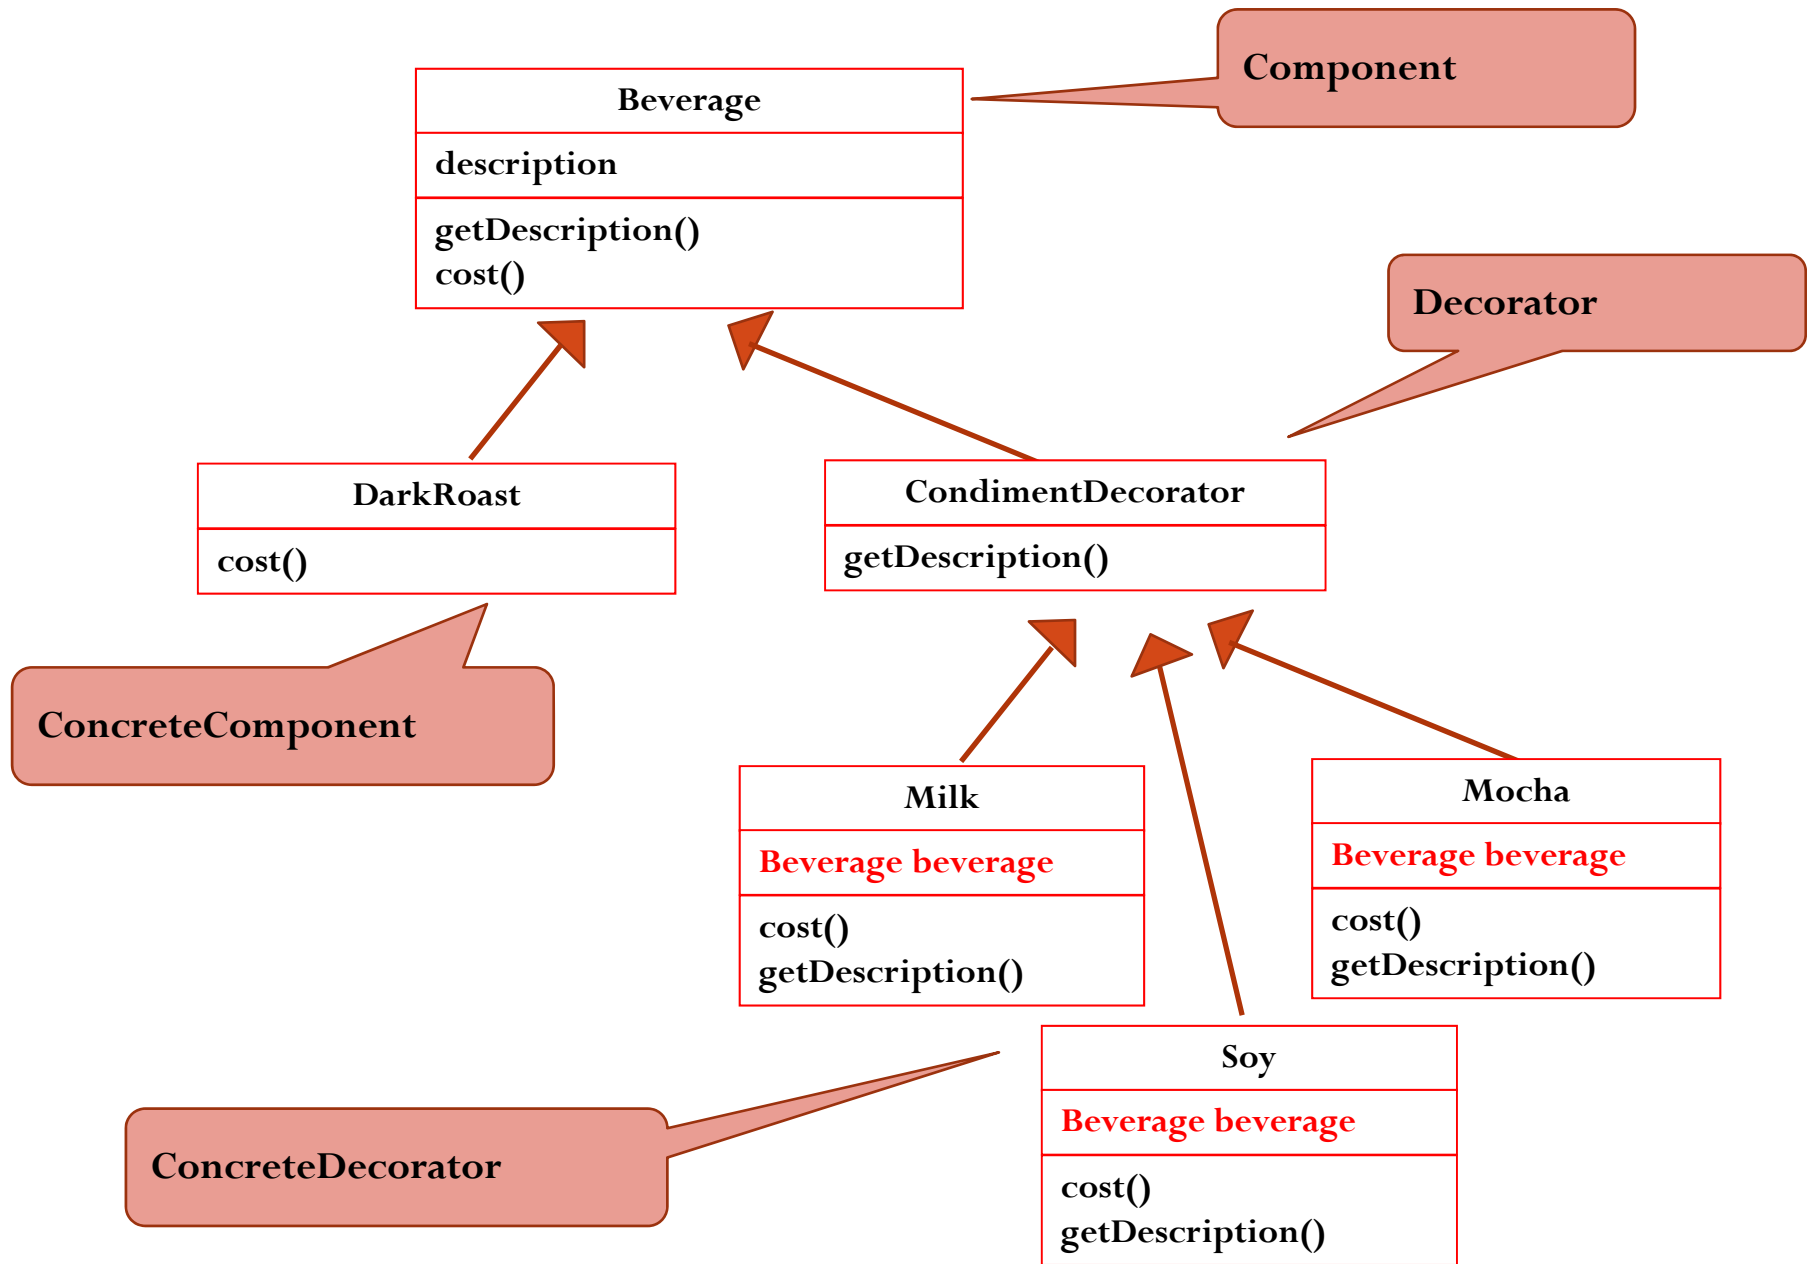 Component
Beverage
description
getDescription()
cost()
Decorator
DarkRoast
cost()
CondimentDecorator
getDescription()
ConcreteComponent
Milk
Beverage beverage
cost()
getDescription()
Mocha
Beverage beverage
cost()
getDescription()
Soy
Beverage beverage
cost()
getDescription()
ConcreteDecorator